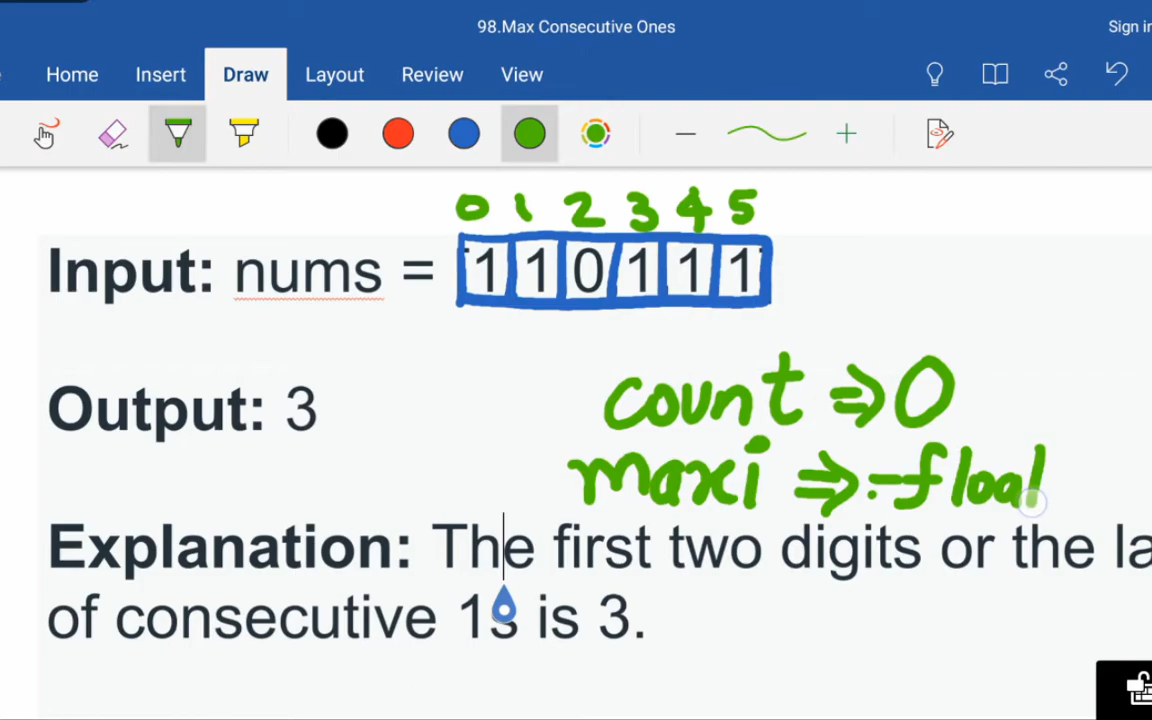 98.Max Consecutive Ones
Sign in
Home Insert Draw Layout Review View
0 1 2 3 4 5
Input: nums = 1 1 0 1 1 1
Output: 3
count ⇒ 0
maxi ⇒ -floal
Explanation: The first two digits or the la
of consecutive 1s is 3.